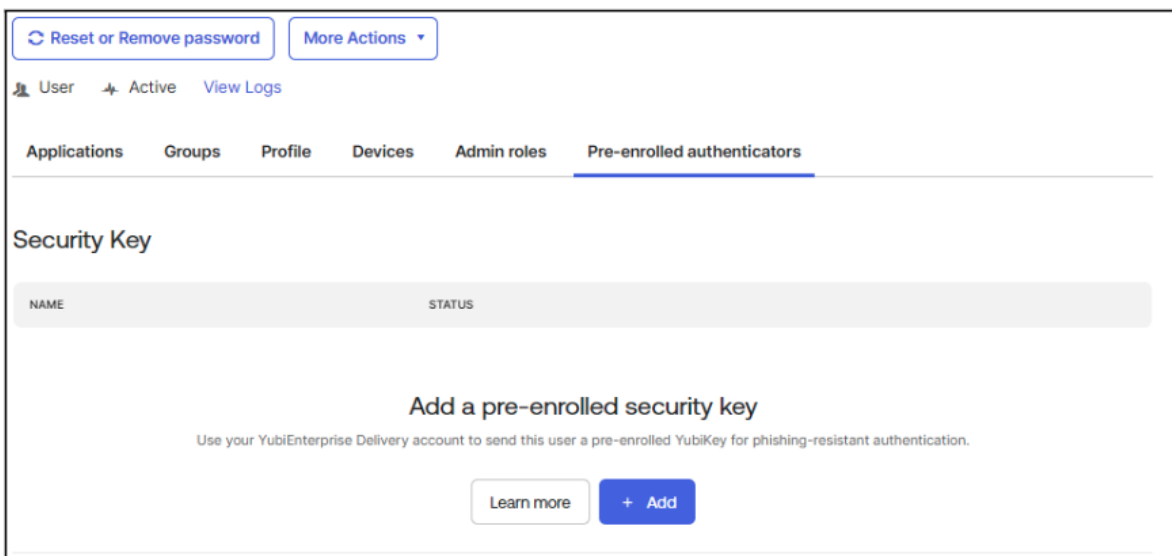 Reset or Remove password More Actions
User Active View Logs
Applications Groups Profile Devices Admin roles Pre-enrolled authenticators
Security Key
NAME STATUS
Add a pre-enrolled security key
Use your YubiEnterprise Delivery account to send this user a pre-enrolled YubiKey for phishing-resistant authentication.
Learn more + Add